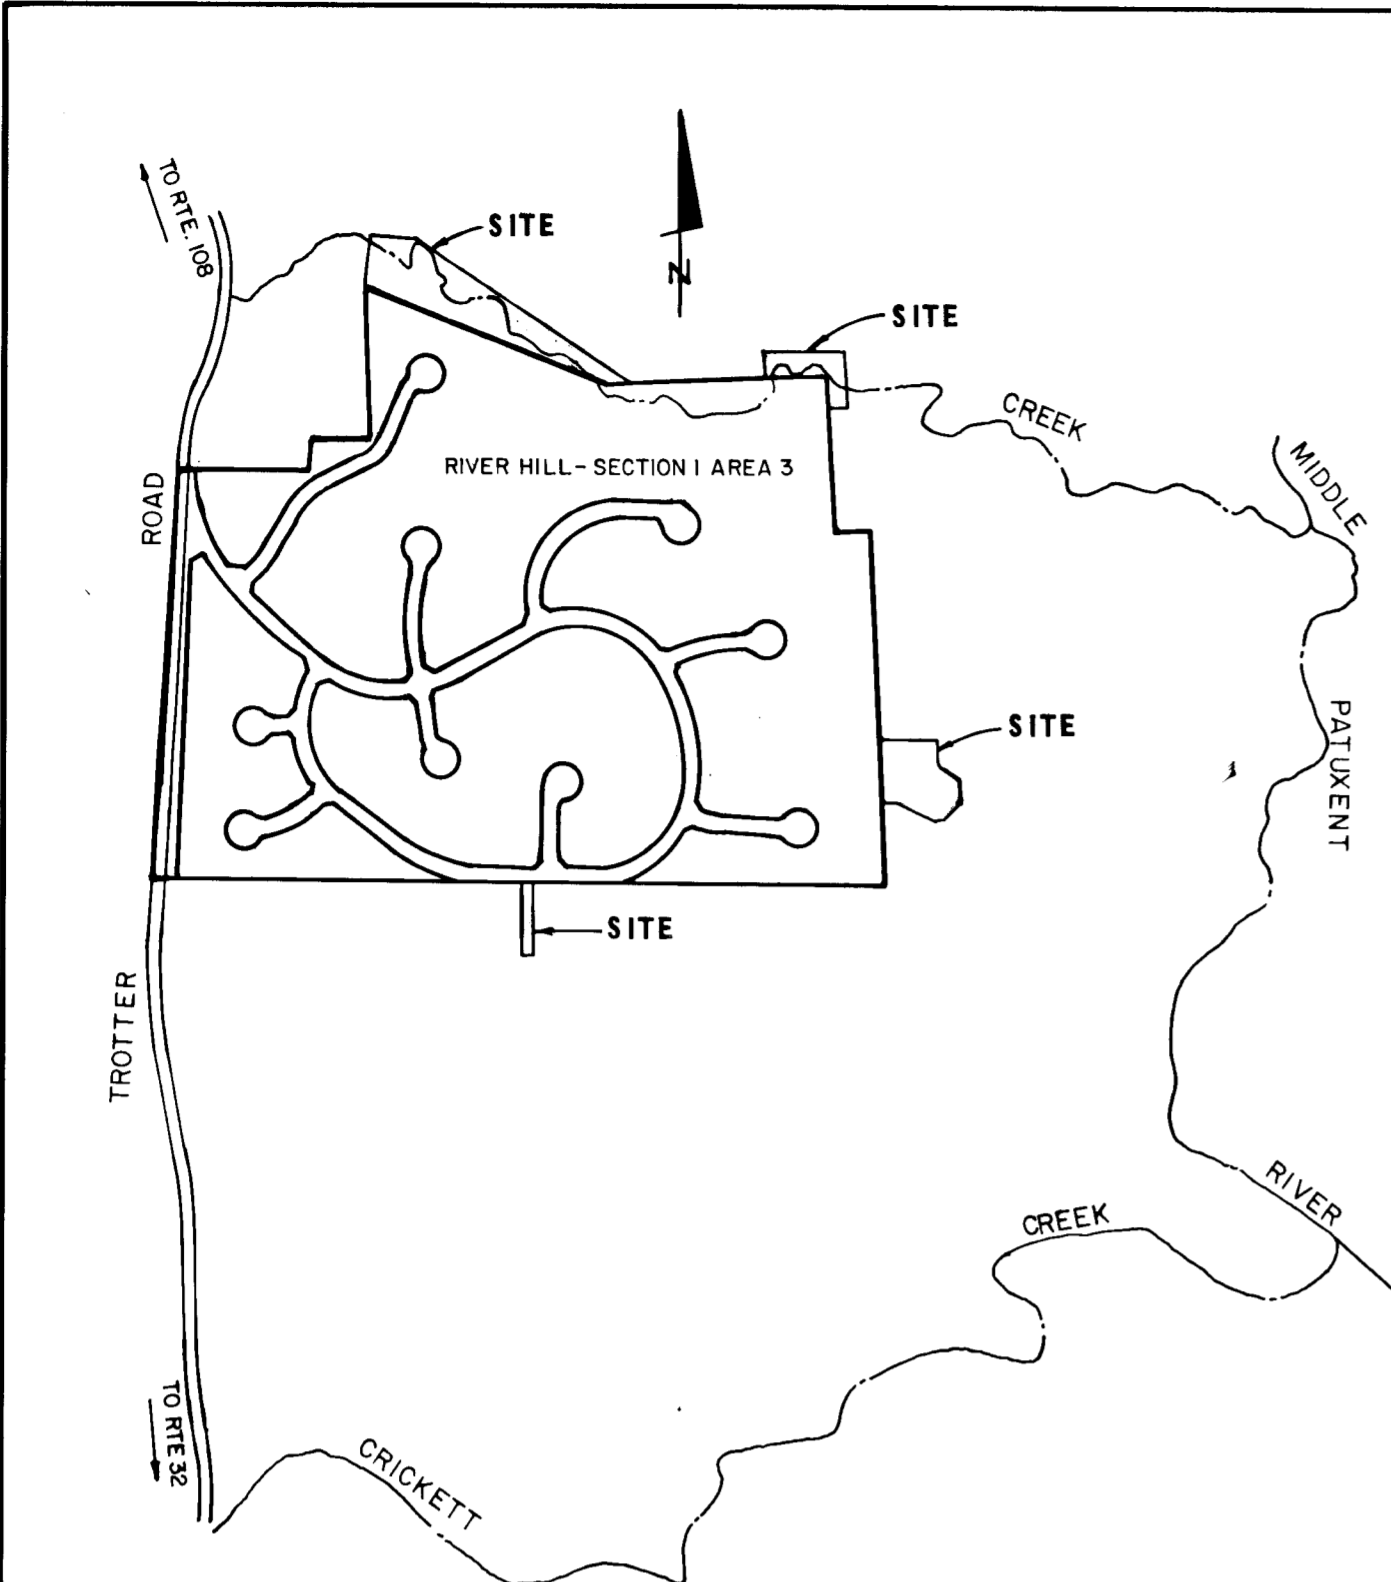 TO RTE. 108
SITE
N
SITE
CREEK
MIDDLE
RIVER HILL - SECTION 1 AREA 3
ROAD
SITE
PATUXENT
SITE
TROTTER
RIVER
CREEK
TO RTE 32
CRICKETT